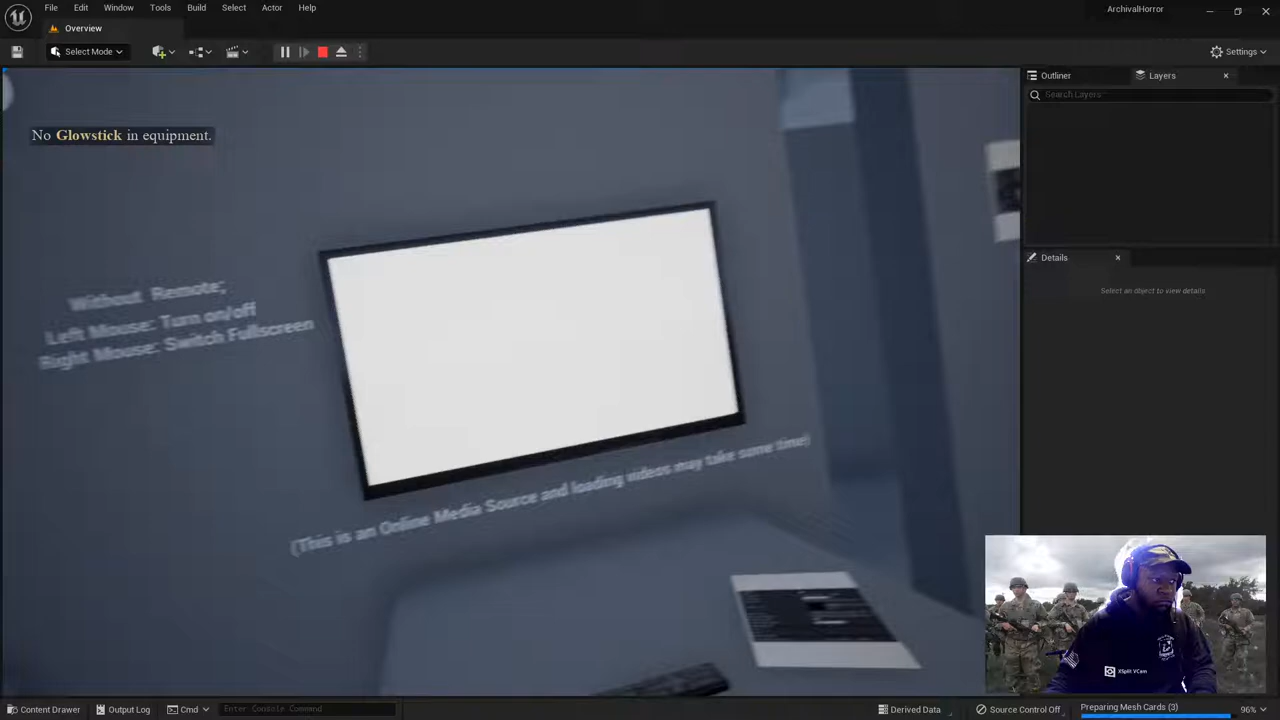 File Edit Window Tools Build Select Actor Help
ArchivalHorror
Overview
Select Mode
Settings
Outliner
Layers
Search Layers
No Glowstick in equipment.
Without Remote;
Left Mouse: Turn on/off
Right Mouse: Switch Fullscreen
(This is an Online Media Source and loading videos may take some time)
Details
Select an object to view details
XSplit VCam
Content Drawer
Output Log
Cmd
Enter Console Command
Derived Data
Source Control Off
Preparing Mesh Cards (3)
96%